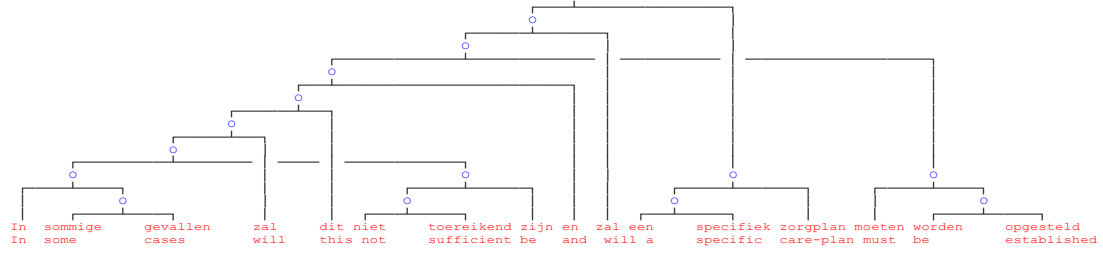 In sommige gevallen zal dit niet toereikend zijn en zal een specifiek zorgplan moeten worden opgesteld
In some cases will this not sufficient be and will a specific care-plan must be established